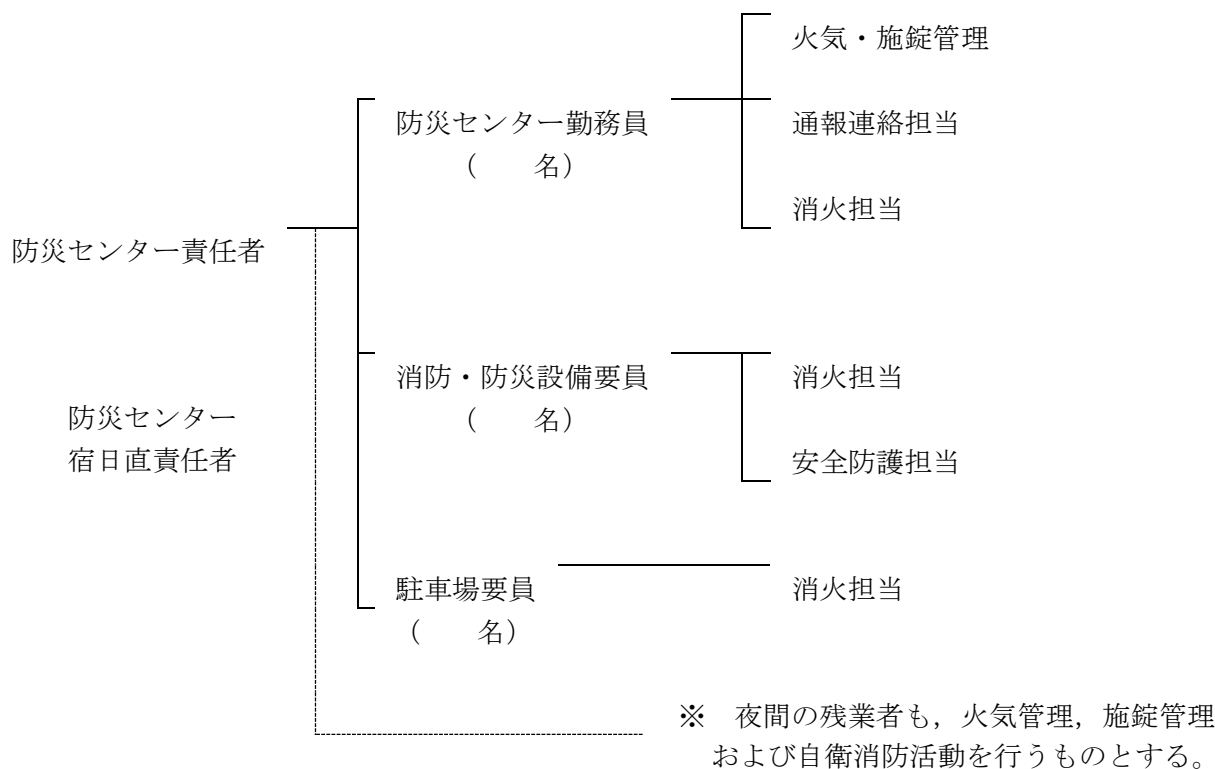 火気・施錠管理
防災センター勤務員
通報連絡担当
（　　名）
消火担当
防災センター責任者
消防・防災設備要員
消火担当
（　　名）
防災センター
宿日直責任者
安全防護担当
駐車場要員
消火担当
（　　名）
※　夜間の残業者も，火気管理，施錠管理
および自衛消防活動を行うものとする。